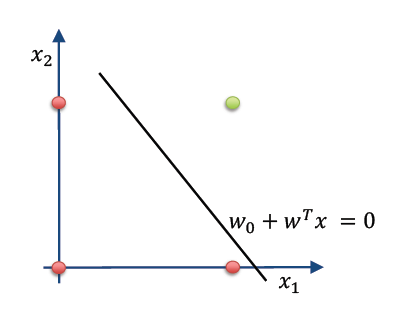 x₂
w₀ + wᵀx = 0
x₁